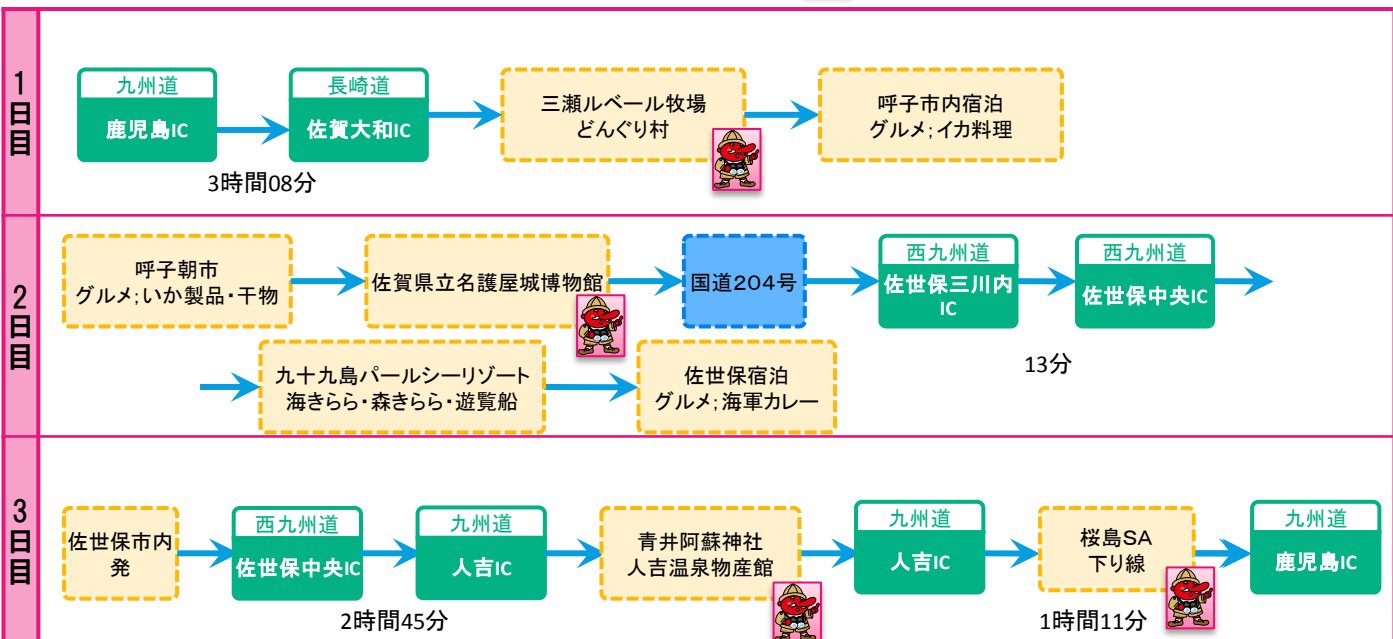 1日目
九州道
鹿児島IC
長崎道
佐賀大和IC
3時間08分
三瀬ルベール牧場
どんぐり村
呼子市内宿泊
グルメ;イカ料理
2日目
呼子朝市
グルメ;いか製品・干物
佐賀県立名護屋城博物館
国道204号
西九州道
佐世保三川内
IC
西九州道
佐世保中央IC
13分
九十九島パールシーリゾート
海きらら・森きらら・遊覧船
佐世保宿泊
グルメ;海軍カレー
3日目
佐世保市内
発
西九州道
佐世保中央IC
九州道
人吉IC
2時間45分
青井阿蘇神社
人吉温泉物産館
九州道
人吉IC
桜島SA
下り線
1時間11分
九州道
鹿児島IC